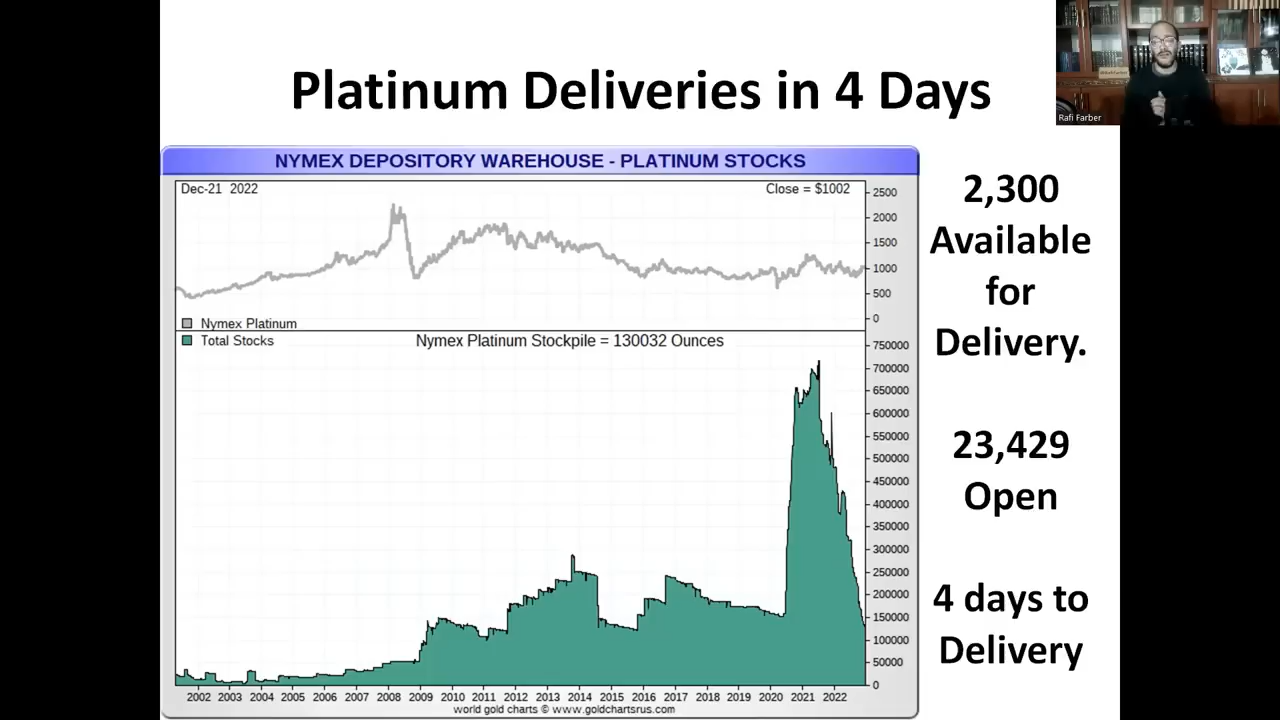 Platinum Deliveries in 4 Days
Rafi Farber
NYMEX DEPOSITORY WAREHOUSE - PLATINUM STOCKS
Dec-21 2022
Close = $1002
2500
2000
1500
1000
500
0
Nymex Platinum
Total Stocks
Nymex Platinum Stockpile = 130032 Ounces
750000
700000
650000
600000
550000
500000
450000
400000
350000
300000
250000
200000
150000
100000
50000
0
2002 2003 2004 2005 2006 2007 2008 2009 2010 2011 2012 2013 2014 2015 2016 2017 2018 2019 2020 2021 2022
world gold charts © www.goldchartsrus.com
2,300
Available
for
Delivery.
23,429
Open
4 days to
Delivery